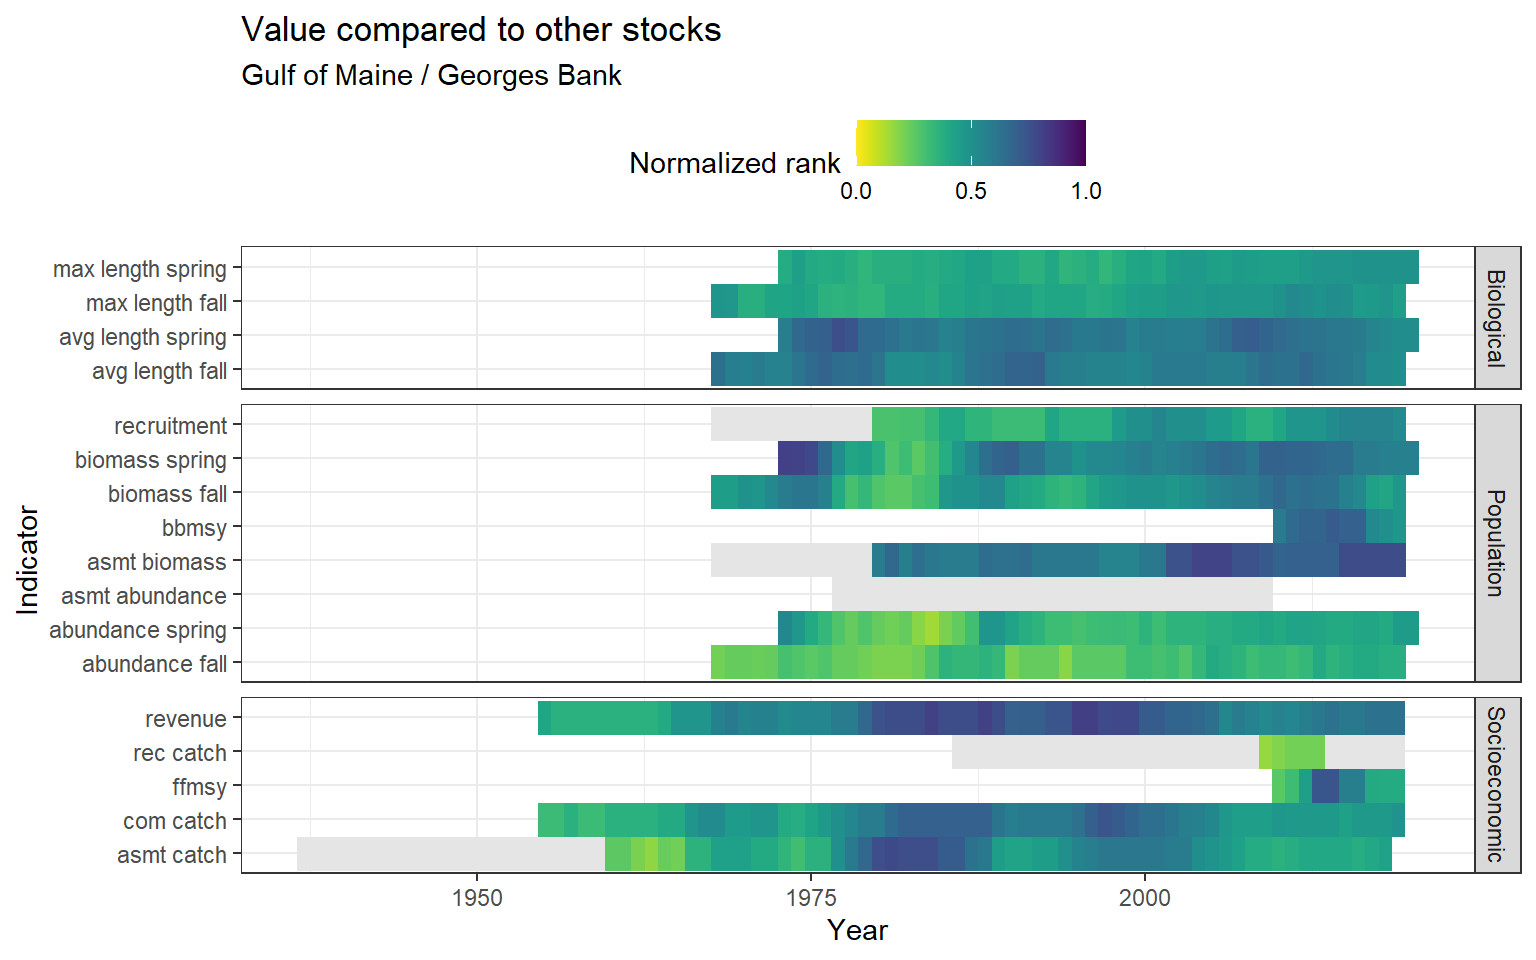 Value compared to other stocks
Gulf of Maine / Georges Bank
Normalized rank
0.0 0.5 1.0
max length spring
max length fall
avg length spring
avg length fall
Biological
recruitment
biomass spring
biomass fall
bbmsy
asmt biomass
asmt abundance
abundance spring
abundance fall
Population
revenue
rec catch
ffmsy
com catch
asmt catch
Socioeconomic
Indicator
1950 1975 2000
Year